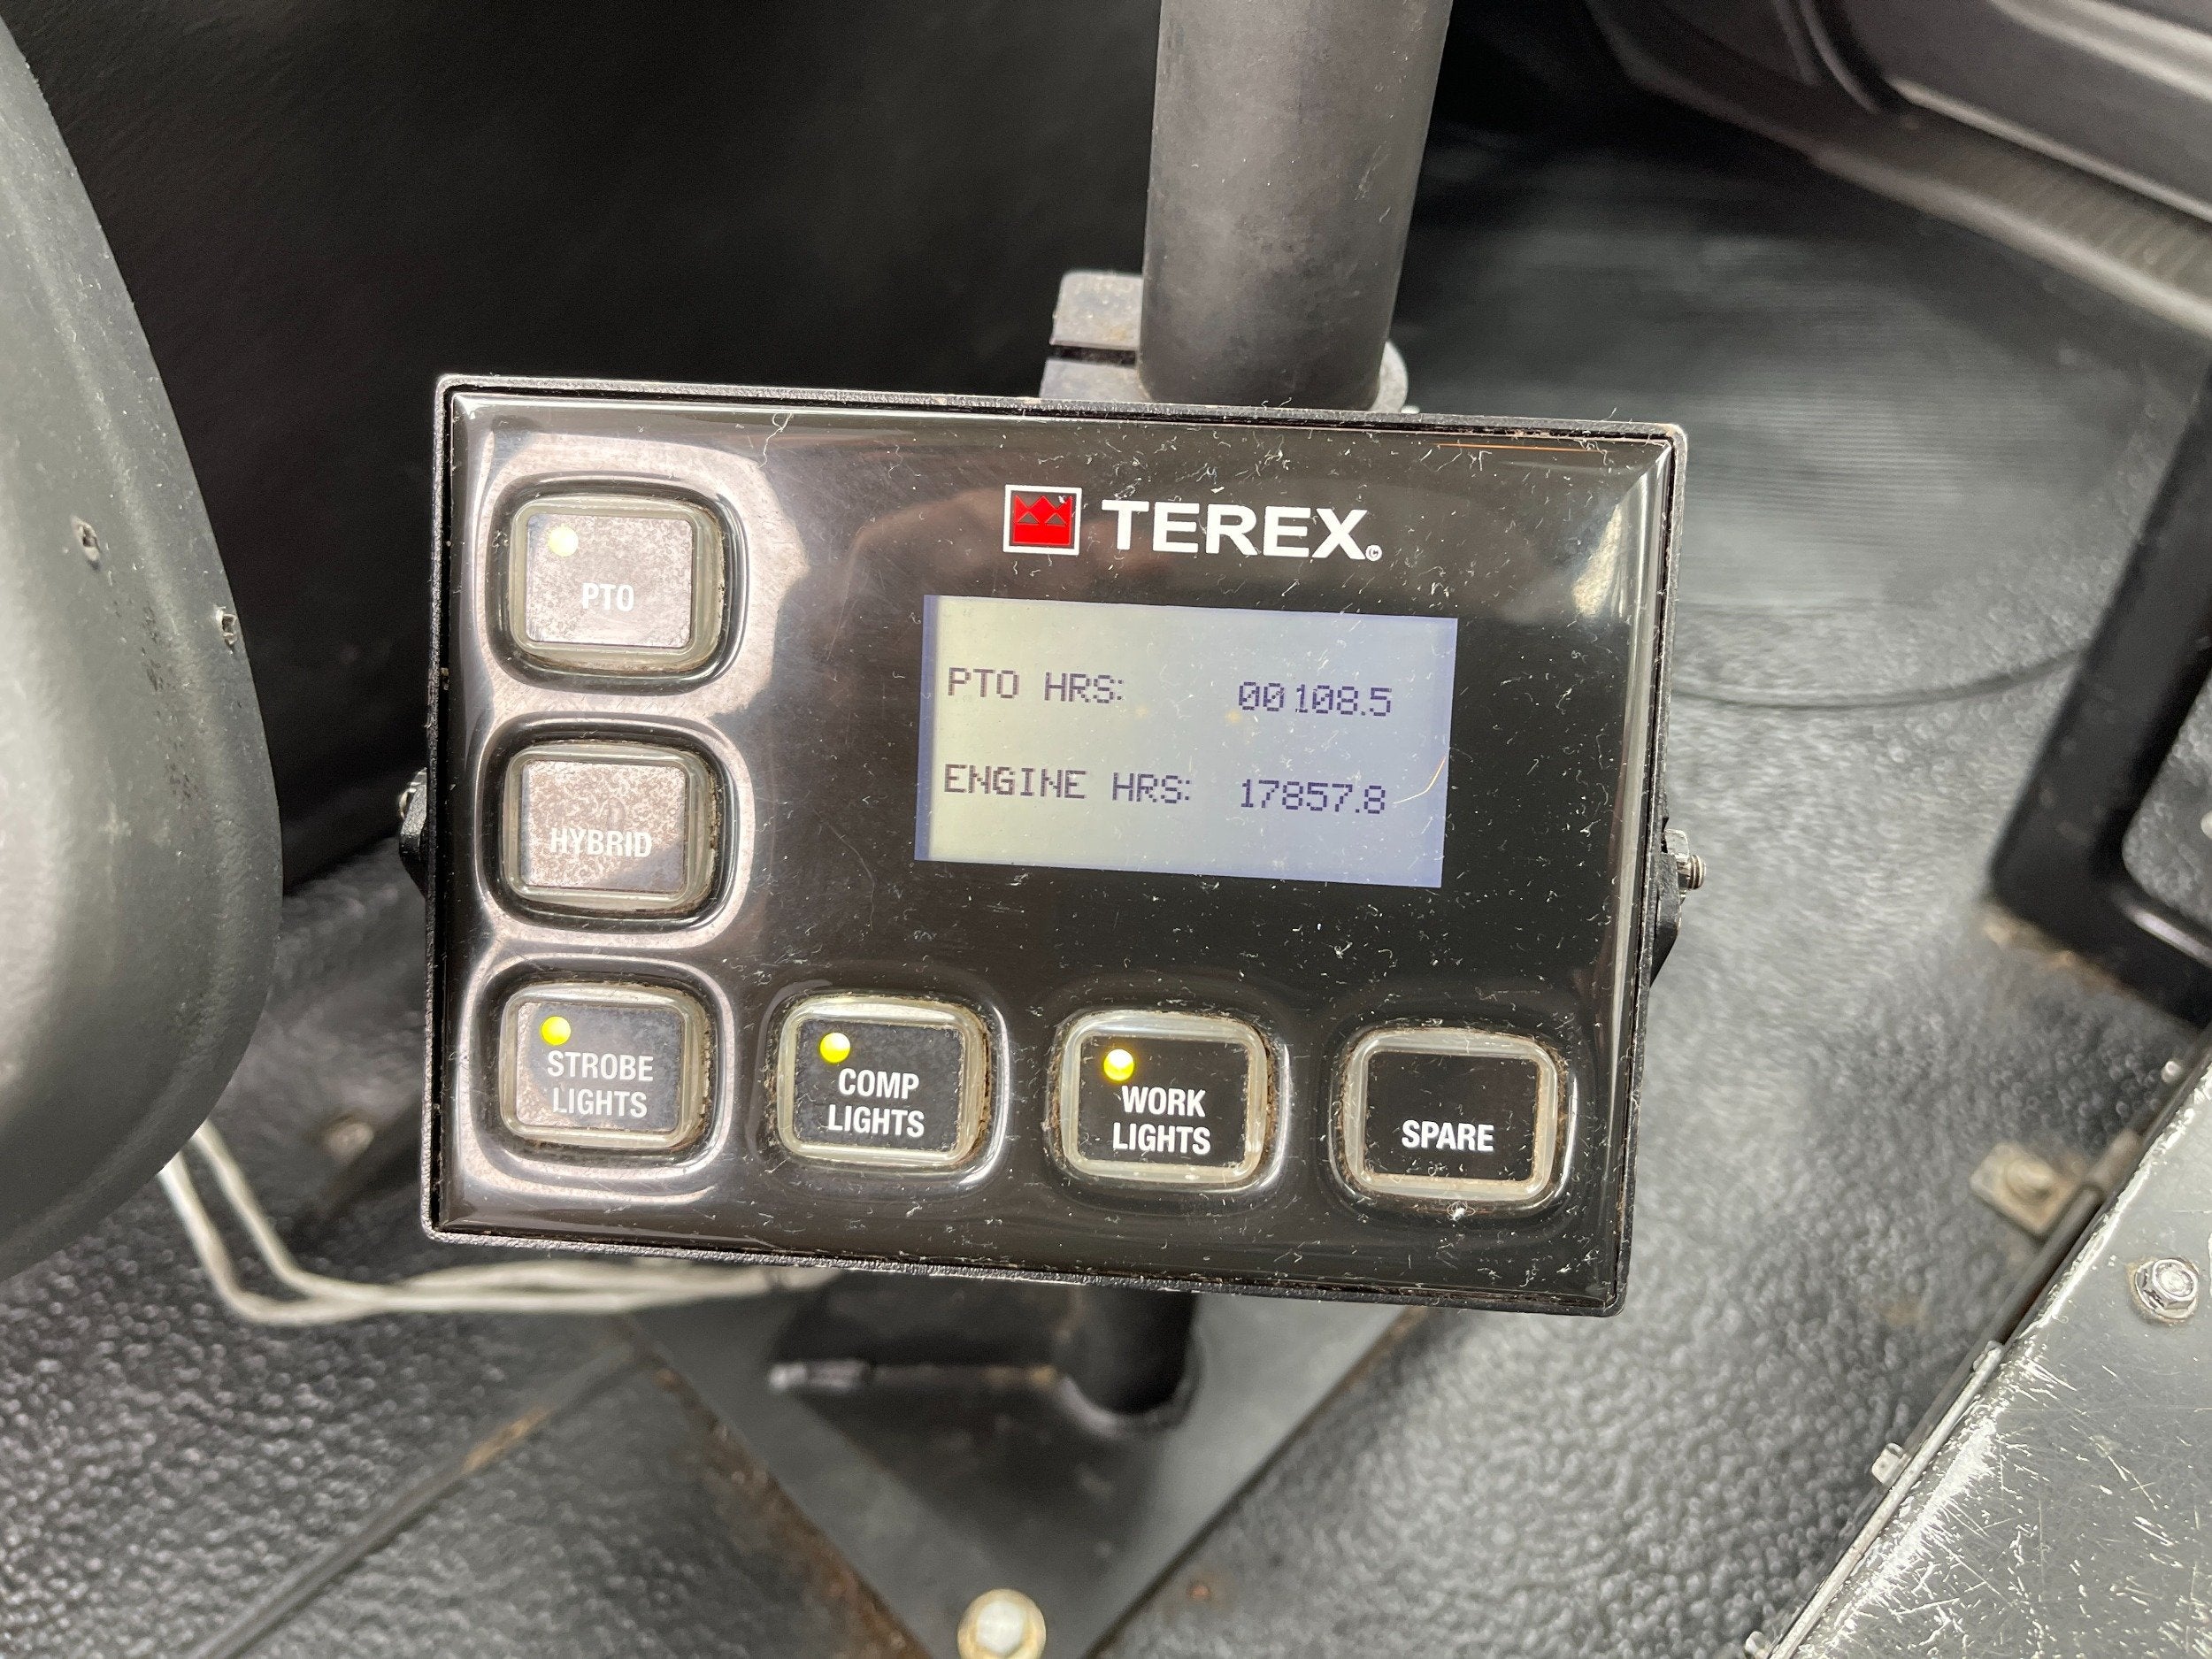 TEREX
PTO
PTO HRS: 00108.5
HYBRID
ENGINE HRS: 17857.8
STROBE
LIGHTS
COMP
LIGHTS
WORK
LIGHTS
SPARE